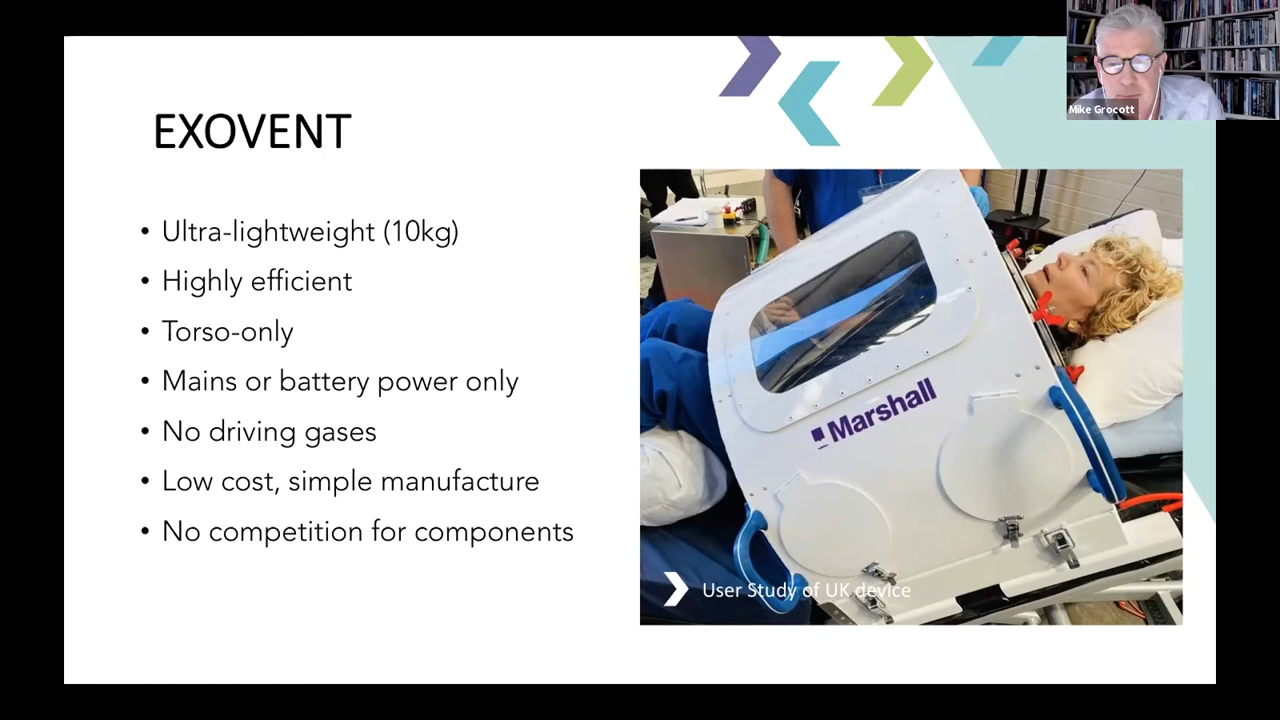 Mike Grocott
EXOVENT
• Ultra-lightweight (10kg)
• Highly efficient
• Torso-only
• Mains or battery power only
• No driving gases
• Low cost, simple manufacture
• No competition for components
Marshall
User Study of UK device